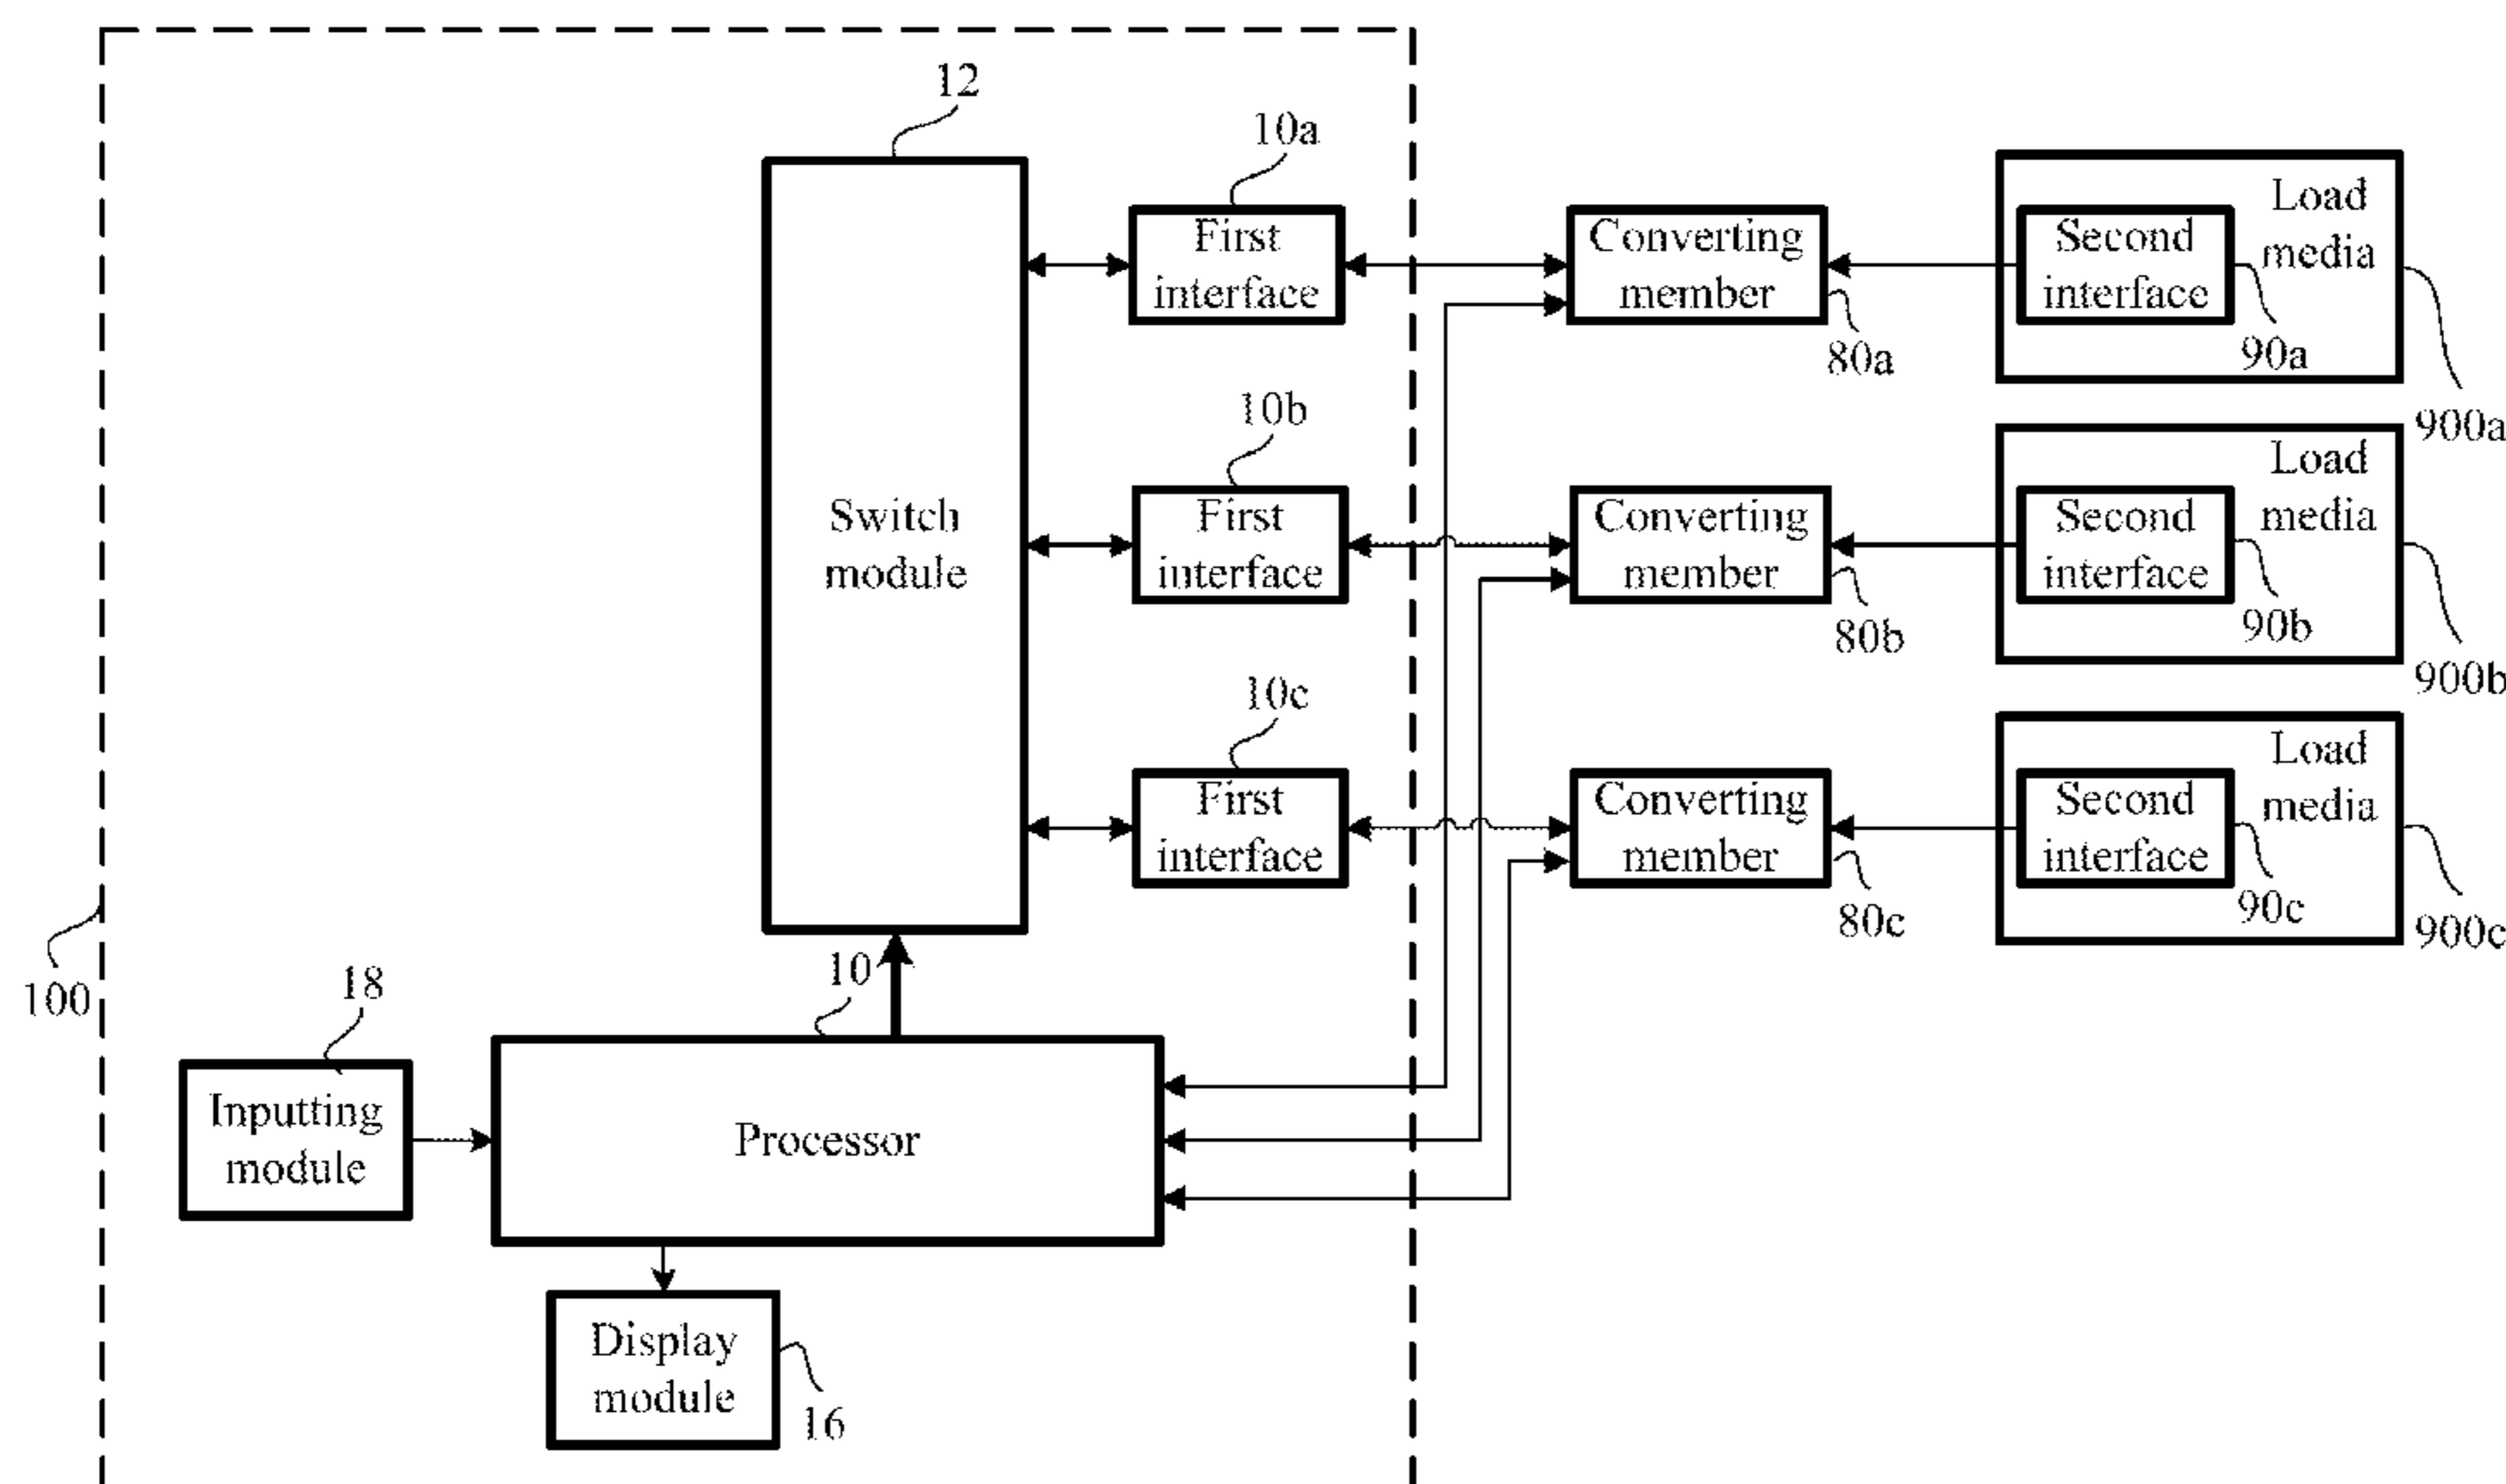 12
10a
First
interface
Converting
member
80a
Load
media
Second
interface
90a
900a
Switch
module
10b
First
interface
Converting
member
80b
Load
media
Second
interface
90b
900b
10c
First
interface
Converting
member
80c
Load
media
Second
interface
90c
900c
100
18
10
Inputting
module
Processor
Display
module
16